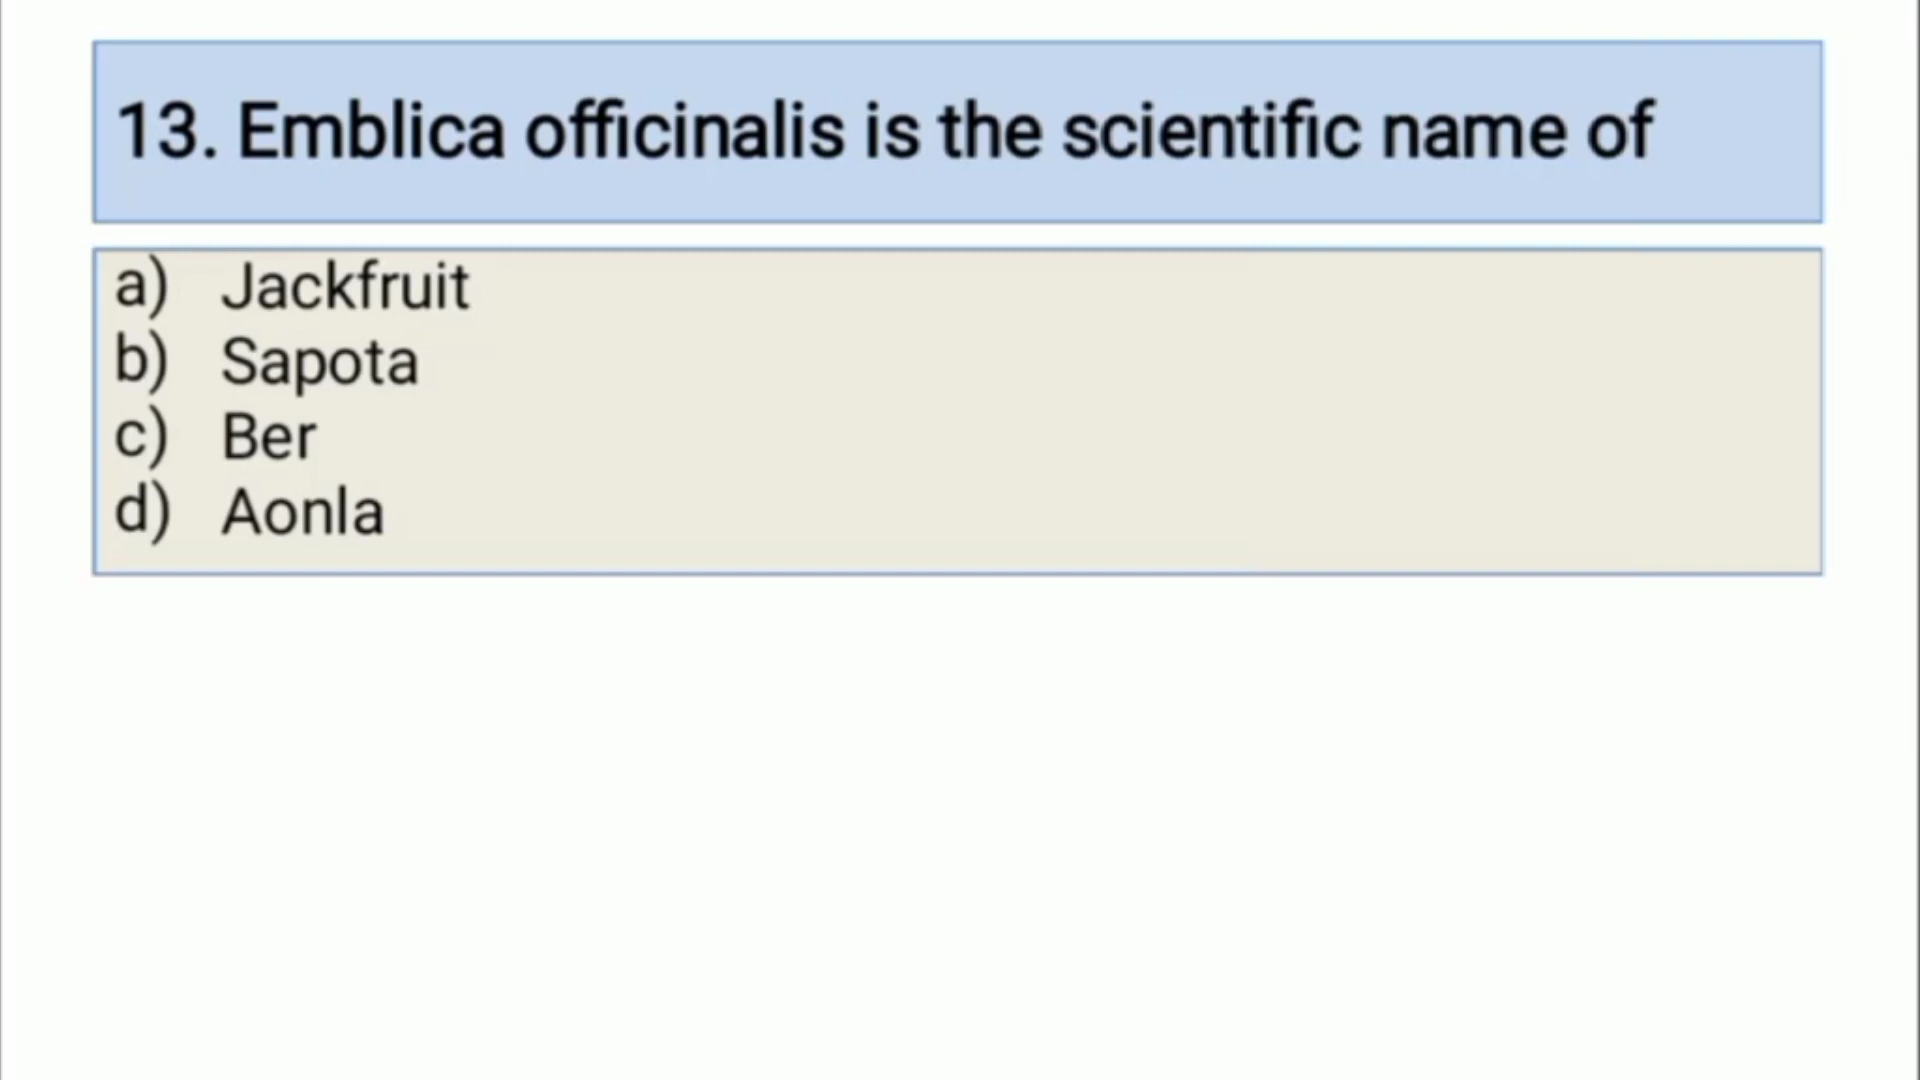 13. Emblica officinalis is the scientific name of
a) Jackfruit
b) Sapota
c) Ber
d) Aonla